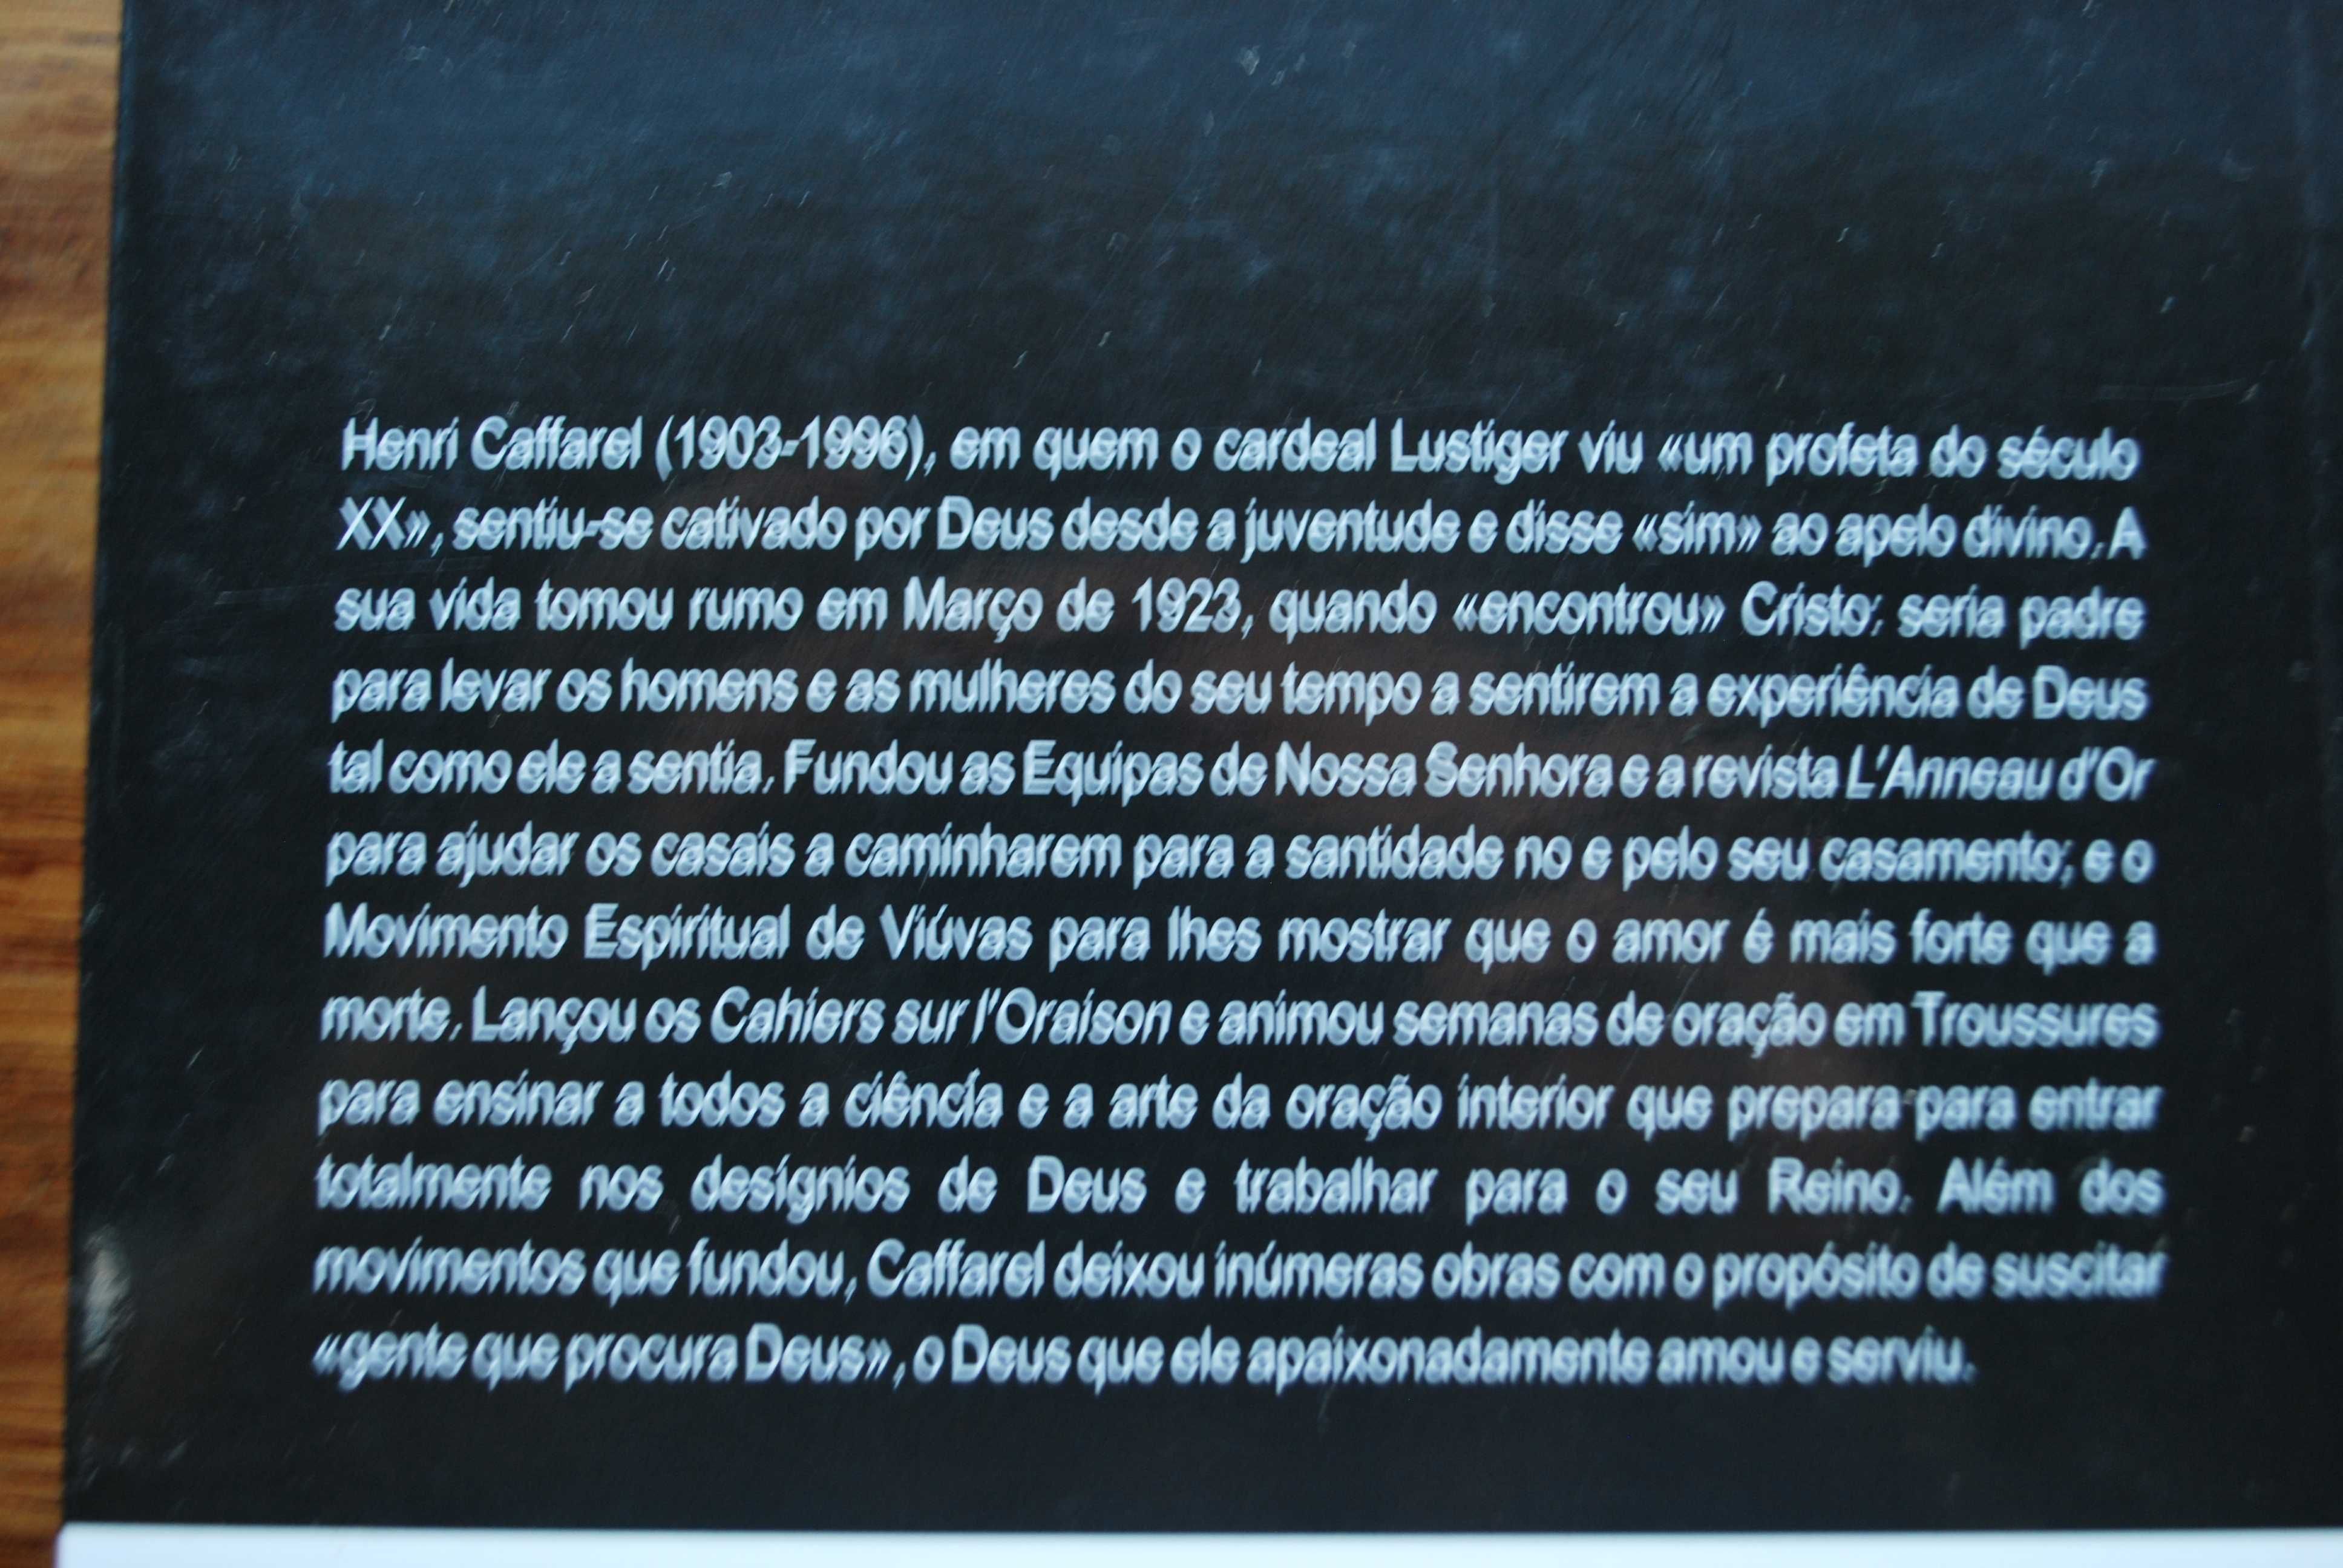 Henri Caffarel (1903-1996), em quem o cardeal Lustiger viu «um profeta do século
XX», sentiu-se cativado por Deus desde a juventude e disse «sim» ao apelo divino. A
sua vida tomou rumo em Março de 1923, quando «encontrou» Cristo: seria padre
para levar os homens e as mulheres do seu tempo a sentirem a experiência de Deus
tal como ele a sentia. Fundou as Equipas de Nossa Senhora e a revista L'Anneau d'Or
para ajudar os casais a caminharem para a santidade no e pelo seu casamento; e o
Movimento Espiritual de Viúvas para lhes mostrar que o amor é mais forte que a
morte. Lançou os Cahiers sur l'Oraison e animou semanas de oração em Troussures
para ensinar a todos a ciência e a arte da oração interior que prepara para entrar
totalmente nos desígnios de Deus e trabalhar para o seu Reino. Além dos
movimentos que fundou, Caffarel deixou inúmeras obras com o propósito de suscitar
«gente que procura Deus», o Deus que ele apaixonadamente amou e serviu.